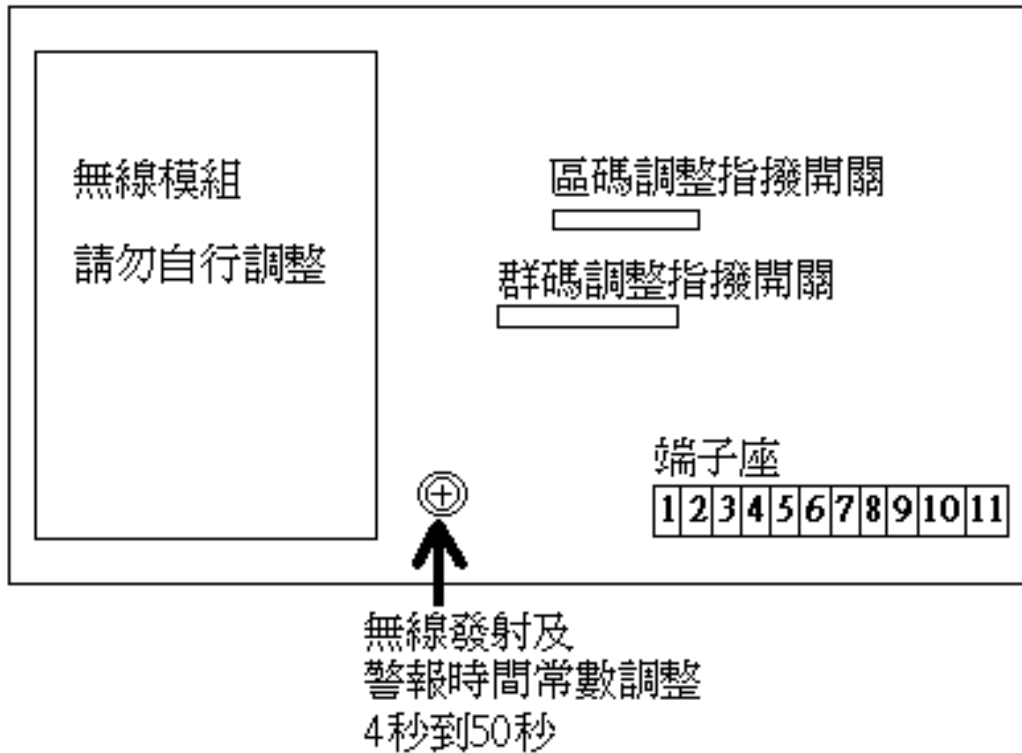 無線模組
請勿自行調整
區碼調整指撥開關
群碼調整指撥開關
端子座
1 2 3 4 5 6 7 8 9 10 11
無線發射及
警報時間常數調整
4秒到50秒